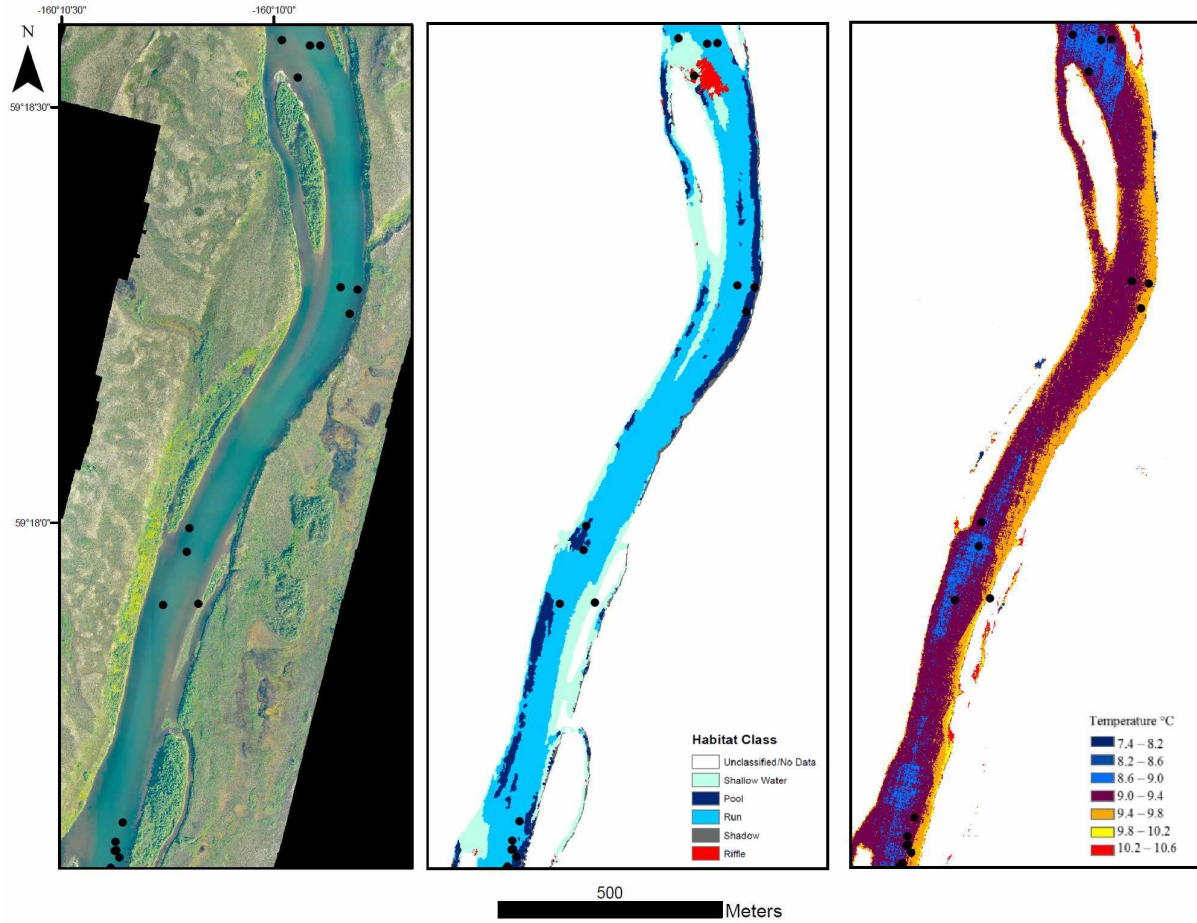 -160°10'30"
-160°10'0"
N
59°18'30"
59°18'0"
Habitat Class
Unclassified/No Data
Shallow Water
Pool
Run
Shadow
Riffle
Temperature °C
7.4 – 8.2
8.2 – 8.6
8.6 – 9.0
9.0 – 9.4
9.4 – 9.8
9.8 – 10.2
10.2 – 10.6
500
Meters